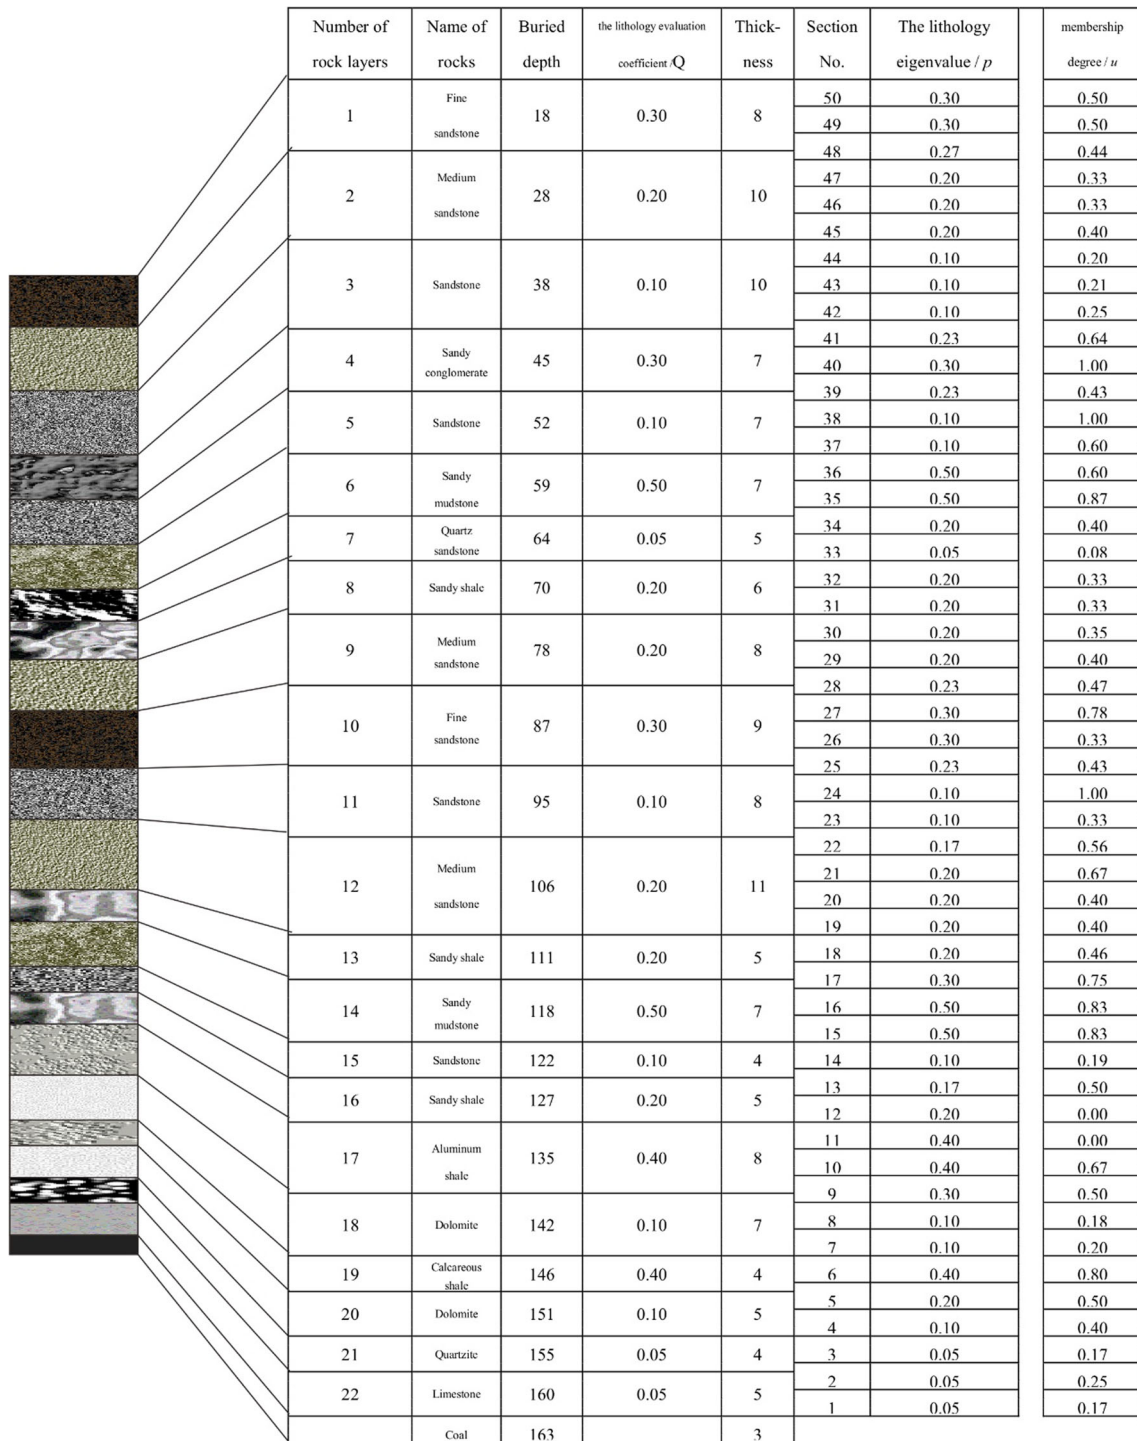 Number of rock layers Name of rocks Buried depth the lithology evaluation coefficient /Q Thick-ness Section No. The lithology eigenvalue / p membership degree / u
1 Fine sandstone 18 0.30 8
2 Medium sandstone 28 0.20 10
3 Sandstone 38 0.10 10
4 Sandy conglomerate 45 0.30 7
5 Sandstone 52 0.10 7
6 Sandy mudstone 59 0.50 7
7 Quartz sandstone 64 0.05 5
8 Sandy shale 70 0.20 6
9 Medium sandstone 78 0.20 8
10 Fine sandstone 87 0.30 9
11 Sandstone 95 0.10 8
12 Medium sandstone 106 0.20 11
13 Sandy shale 111 0.20 5
14 Sandy mudstone 118 0.50 7
15 Sandstone 122 0.10 4
16 Sandy shale 127 0.20 5
17 Aluminum shale 135 0.40 8
18 Dolomite 142 0.10 7
19 Calcareous shale 146 0.40 4
20 Dolomite 151 0.10 5
21 Quartzite 155 0.05 4
22 Limestone 160 0.05 5
Coal 163 3
50 0.30 0.50
49 0.30 0.50
48 0.27 0.44
47 0.20 0.33
46 0.20 0.33
45 0.20 0.40
44 0.10 0.20
43 0.10 0.21
42 0.10 0.25
41 0.23 0.64
40 0.30 1.00
39 0.23 0.43
38 0.10 1.00
37 0.10 0.60
36 0.50 0.60
35 0.50 0.87
34 0.20 0.40
33 0.05 0.08
32 0.20 0.33
31 0.20 0.33
30 0.20 0.35
29 0.20 0.40
28 0.23 0.47
27 0.30 0.78
26 0.30 0.33
25 0.23 0.43
24 0.10 1.00
23 0.10 0.33
22 0.17 0.56
21 0.20 0.67
20 0.20 0.40
19 0.20 0.40
18 0.20 0.46
17 0.30 0.75
16 0.50 0.83
15 0.50 0.83
14 0.10 0.19
13 0.17 0.50
12 0.20 0.00
11 0.40 0.00
10 0.40 0.67
9 0.30 0.50
8 0.10 0.18
7 0.10 0.20
6 0.40 0.80
5 0.20 0.50
4 0.10 0.40
3 0.05 0.17
2 0.05 0.25
1 0.05 0.17